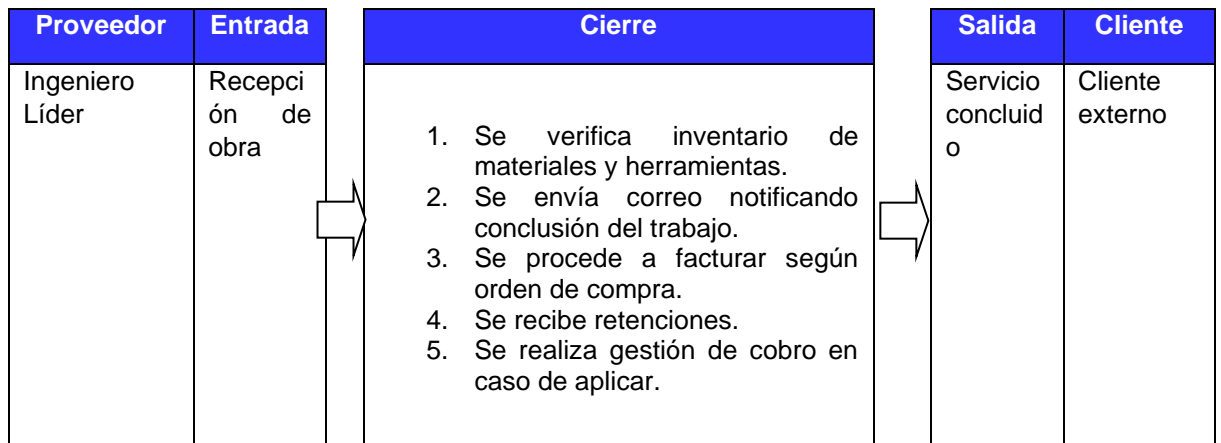 Proveedor
Entrada
Cierre
Salida
Cliente
Ingeniero
Líder
Recepci
ón de
obra
1. Se verifica inventario de
materiales y herramientas.
2. Se envía correo notificando
conclusión del trabajo.
3. Se procede a facturar según
orden de compra.
4. Se recibe retenciones.
5. Se realiza gestión de cobro en
caso de aplicar.
Servicio
concluid
o
Cliente
externo